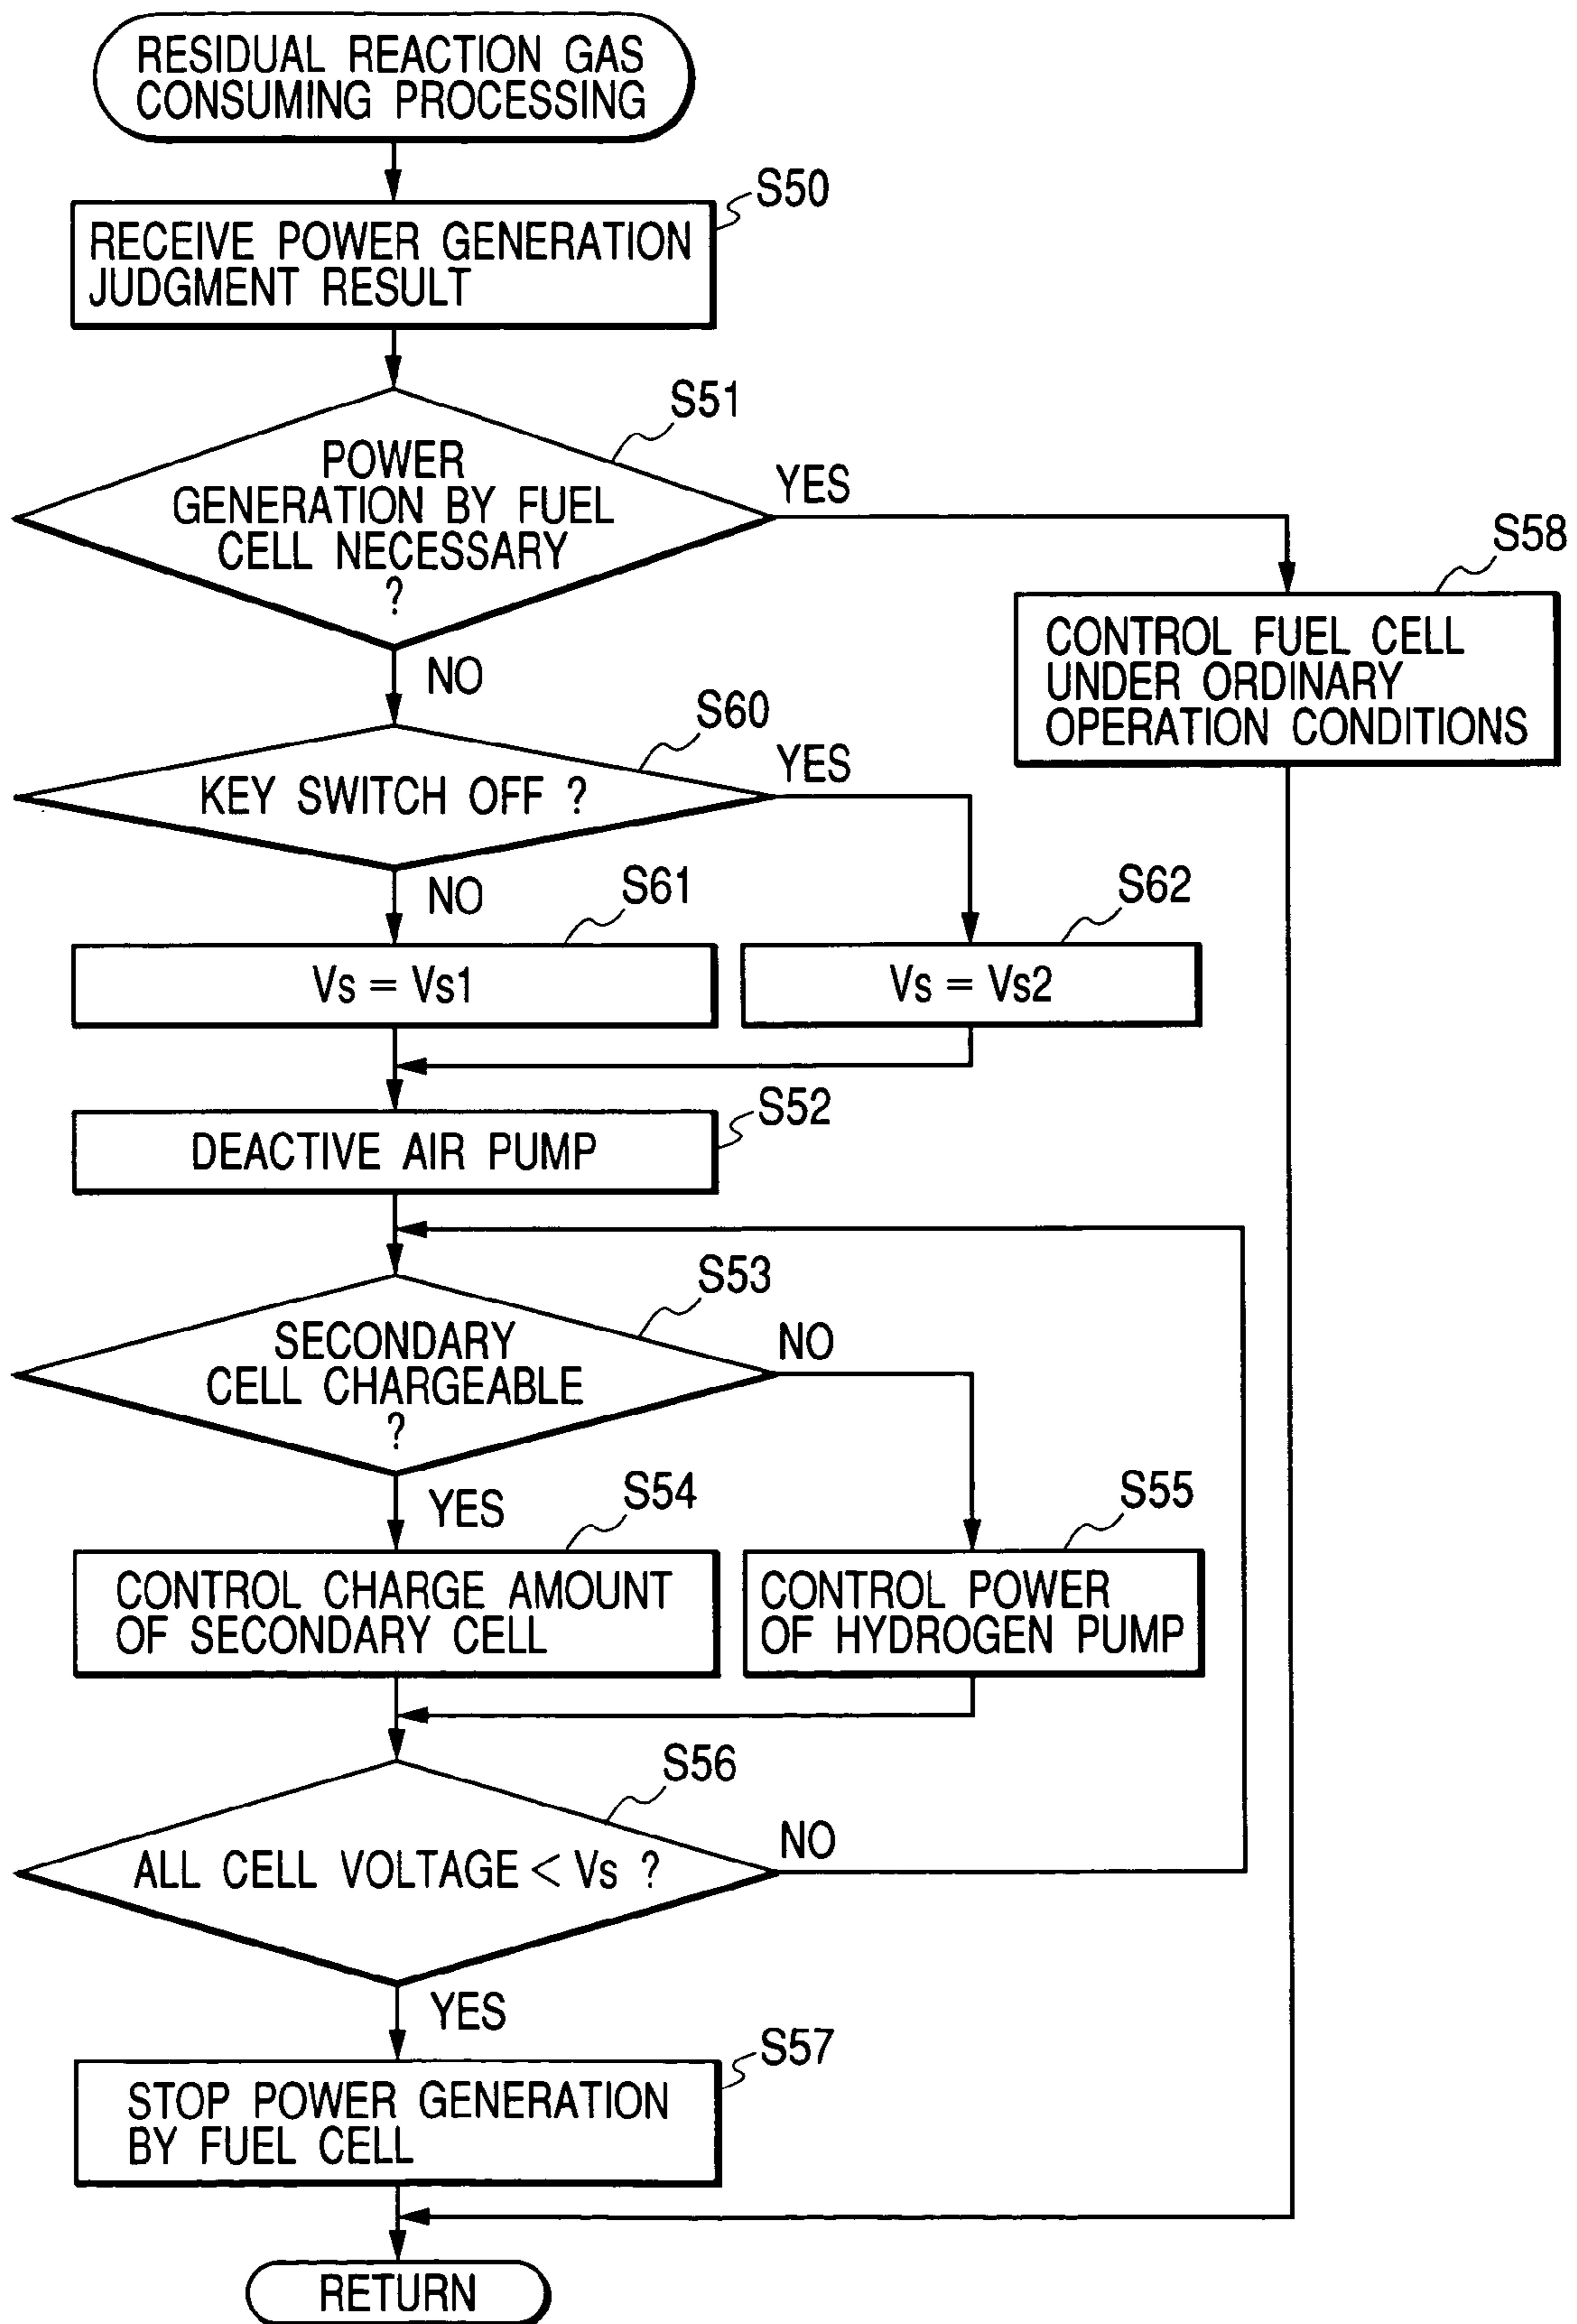 RESIDUAL REACTION GAS
CONSUMING PROCESSING
S50
RECEIVE POWER GENERATION
JUDGMENT RESULT
S51
POWER
GENERATION BY FUEL
CELL NECESSARY
?
YES
NO
S58
CONTROL FUEL CELL
UNDER ORDINARY
OPERATION CONDITIONS
S60
KEY SWITCH OFF ?
YES
NO
S61
Vs = Vs1
S62
Vs = Vs2
S52
DEACTIVE AIR PUMP
S53
SECONDARY
CELL CHARGEABLE
?
NO
YES
S54
CONTROL CHARGE AMOUNT
OF SECONDARY CELL
S55
CONTROL POWER
OF HYDROGEN PUMP
S56
ALL CELL VOLTAGE < Vs ?
NO
YES
S57
STOP POWER GENERATION
BY FUEL CELL
RETURN